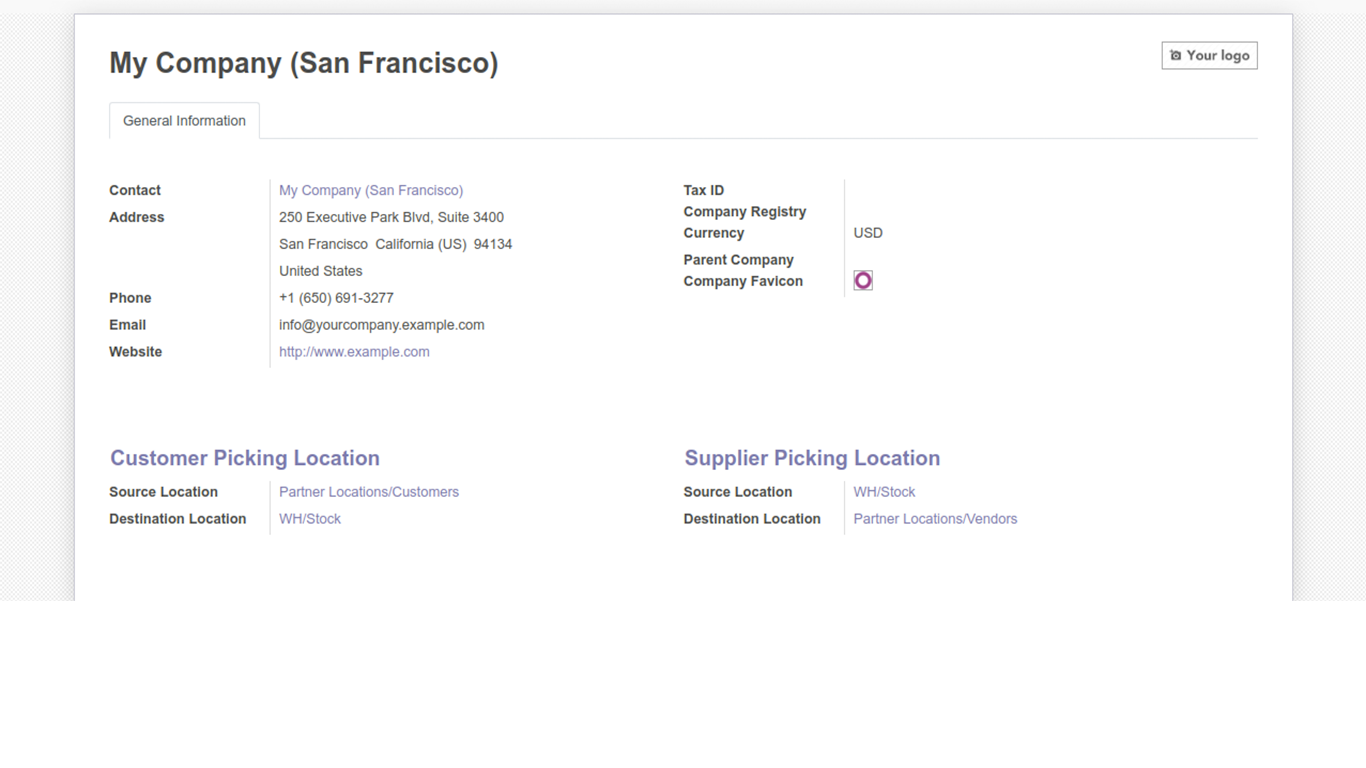 My Company (San Francisco)
Your logo
General Information
Contact My Company (San Francisco)
Address 250 Executive Park Blvd, Suite 3400
San Francisco California (US) 94134
United States
Phone +1 (650) 691-3277
Email info@yourcompany.example.com
Website http://www.example.com
Tax ID
Company Registry
Currency USD
Parent Company
Company Favicon
Customer Picking Location
Source Location Partner Locations/Customers
Destination Location WH/Stock
Supplier Picking Location
Source Location WH/Stock
Destination Location Partner Locations/Vendors